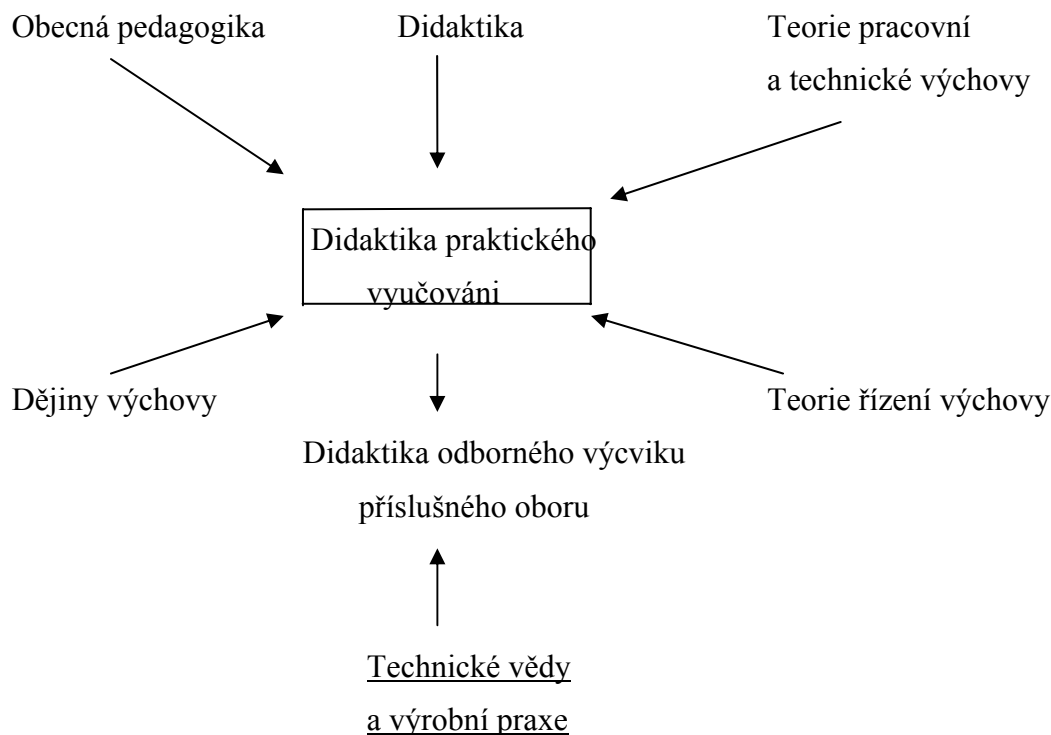 Obecná pedagogika
Didaktika
Teorie pracovní
a technické výchovy
Didaktika praktického
vyučováni
Dějiny výchovy
Teorie řízení výchovy
Didaktika odborného výcviku
příslušného oboru
Technické vědy
a výrobní praxe